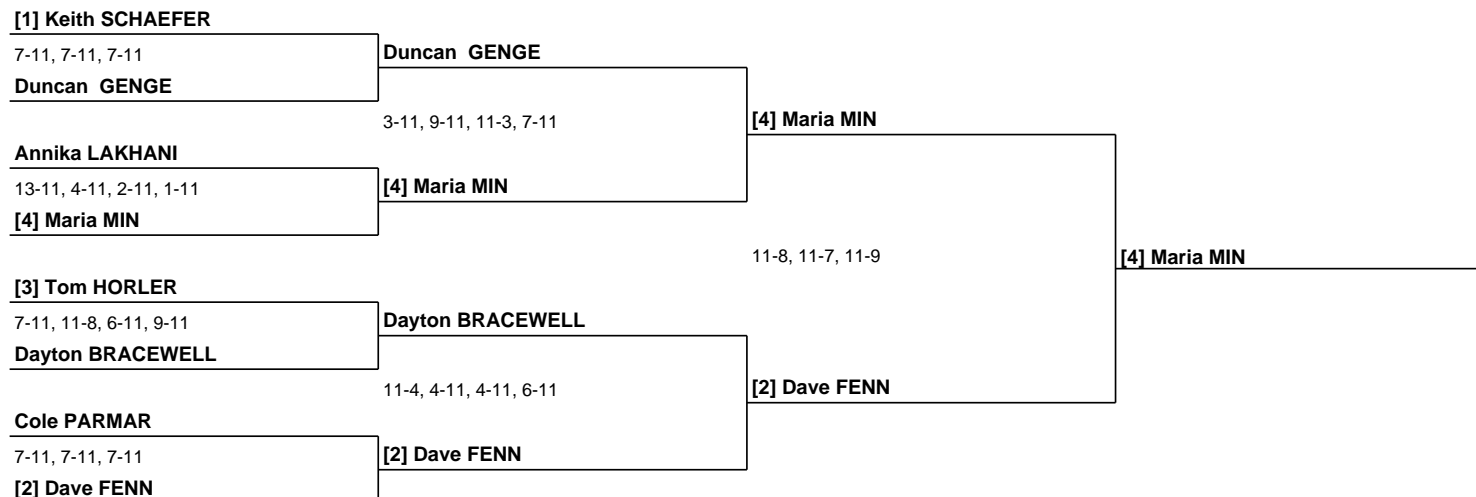 [1] Keith SCHAEFER
7-11, 7-11, 7-11
Duncan  GENGE
Duncan  GENGE
3-11, 9-11, 11-3, 7-11
[4] Maria MIN
Annika LAKHANI
13-11, 4-11, 2-11, 1-11
[4] Maria MIN
[4] Maria MIN
11-8, 11-7, 11-9
[4] Maria MIN
[3] Tom HORLER
7-11, 11-8, 6-11, 9-11
Dayton BRACEWELL
Dayton BRACEWELL
11-4, 4-11, 4-11, 6-11
[2] Dave FENN
Cole PARMAR
7-11, 7-11, 7-11
[2] Dave FENN
[2] Dave FENN